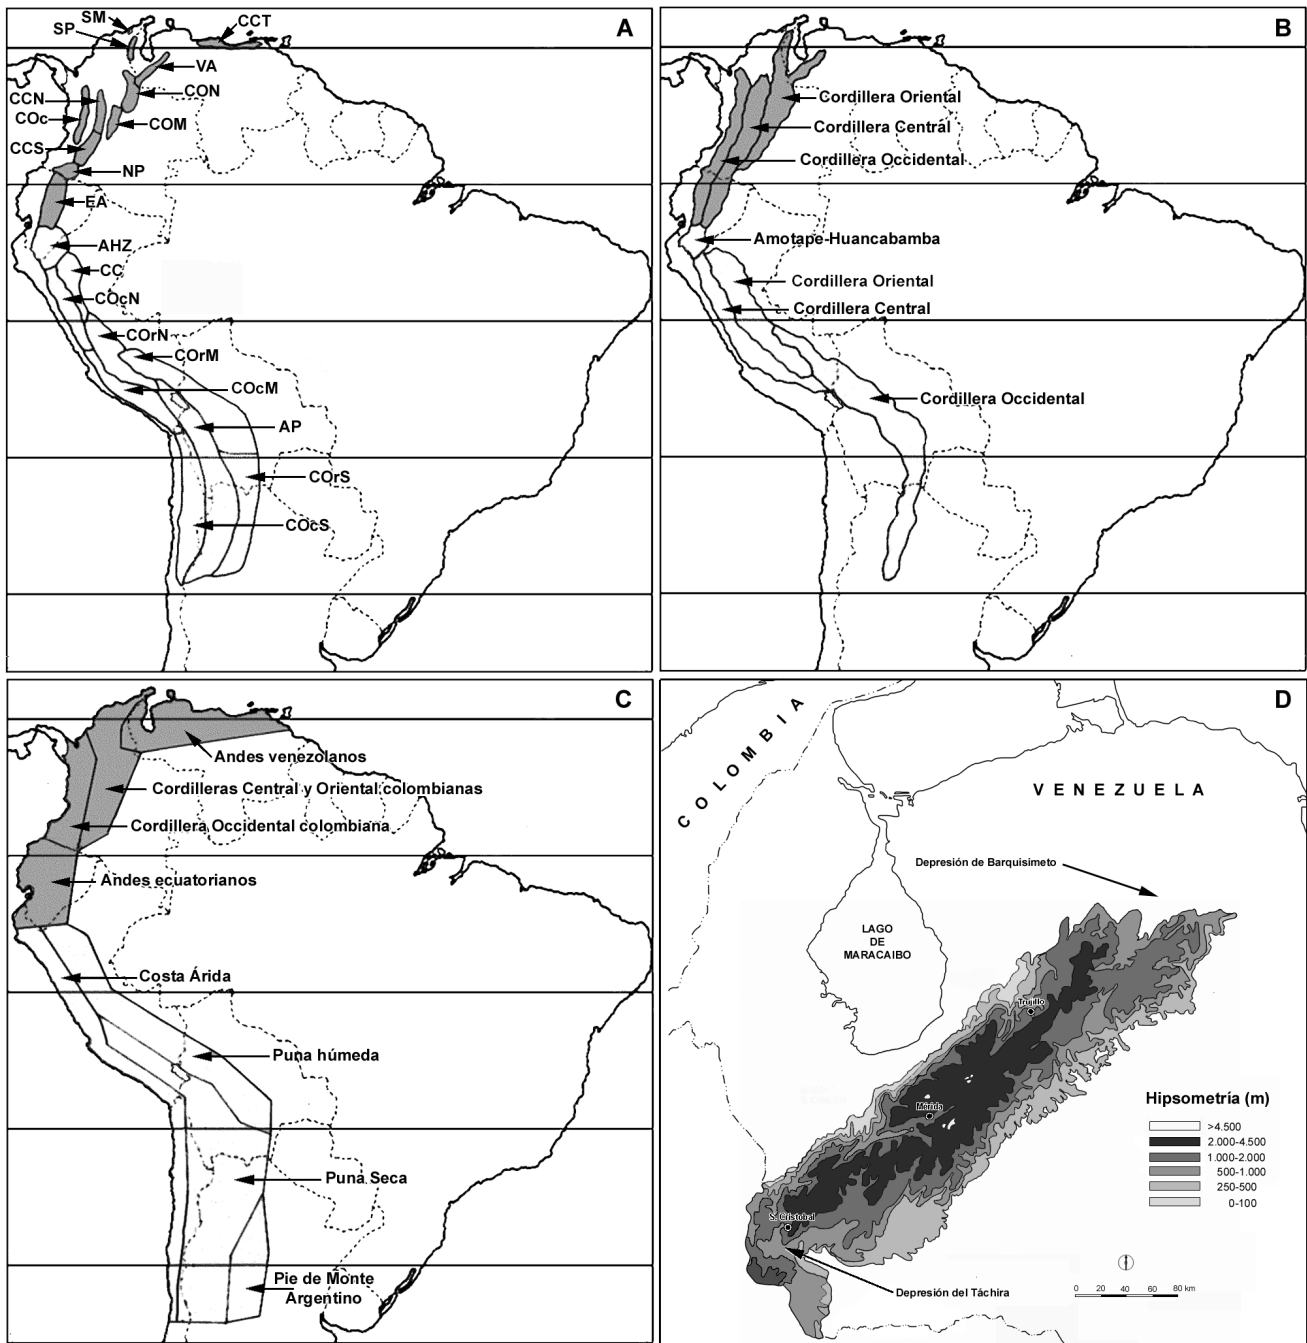 A
SM
SP
CCT
VA
CON
CCN
COc
COM
CCS
NP
EA
AHZ
CC
COcN
COrN
COrM
COcM
AP
COrS
COcS
B
Cordillera Oriental
Cordillera Central
Cordillera Occidental
Amotape-Huancabamba
Cordillera Oriental
Cordillera Central
Cordillera Occidental
C
Andes venezolanos
Cordilleras Central y Oriental colombianas
Cordillera Occidental colombiana
Andes ecuatorianos
Costa Árida
Puna húmeda
Puna Seca
Pie de Monte
Argentino
D
COLOMBIA
VENEZUELA
Depresión de Barquisímeto
LAGO
DE
MARACAIBO
Trujillo
Mérida
S. Cristobal
Depresión del Táchira
Hipsometría (m)
>4.500
2.000-4.500
1.000-2.000
500-1.000
250-500
0-100
0 20 40 60 80 km